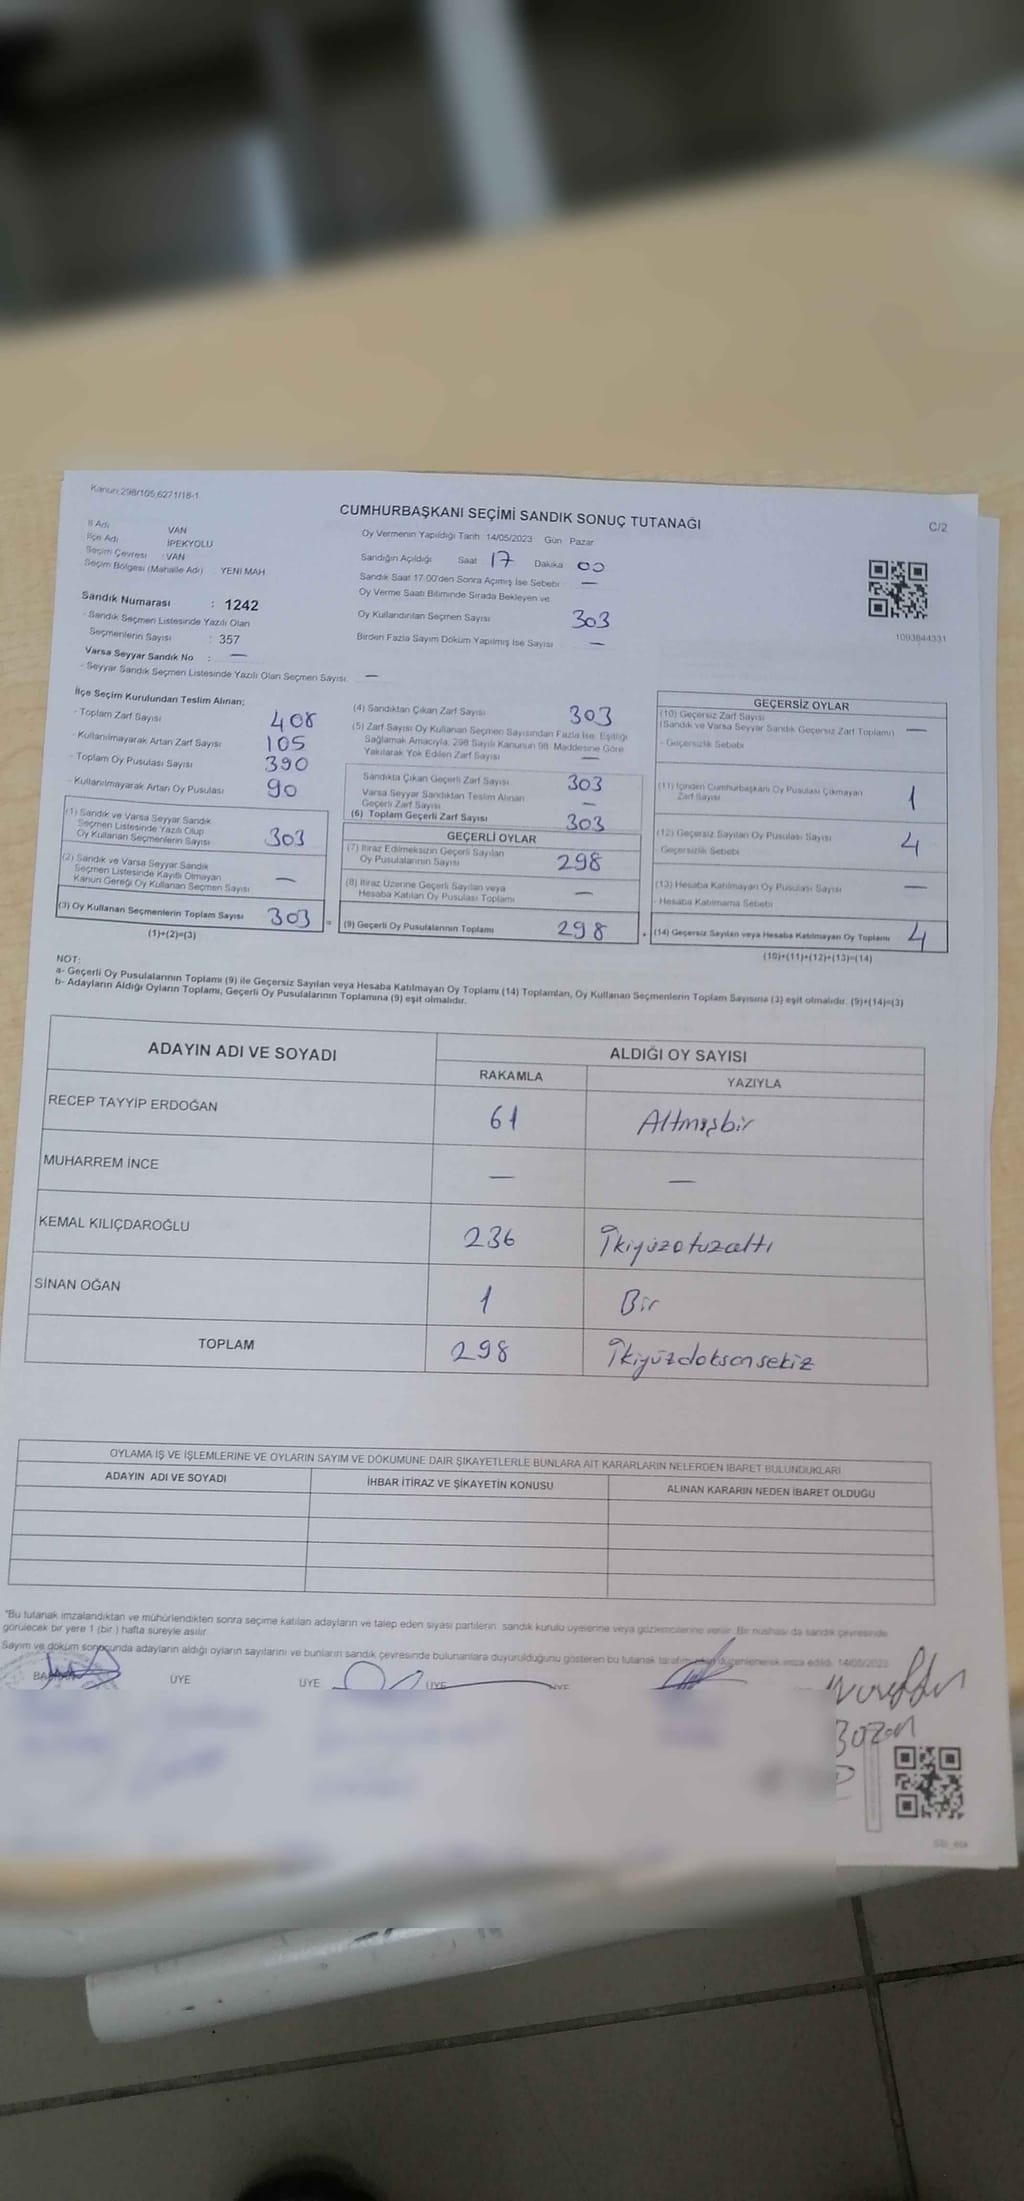 Kanun:298/105,6271/18-1
CUMHURBAŞKANI SEÇİMİ SANDIK SONUÇ TUTANAĞI
C/2
İl Adı VAN
İlçe Adı İPEKYOLU
Seçim Çevresi : VAN
Seçim Bölgesi (Mahalle Adı) YENİ MAH
Sandık Numarası : 1242
- Sandık Seçmen Listesinde Yazılı Olan
Seçmenlerin Sayısı : 357
Varsa Seyyar Sandık No : —
- Seyyar Sandık Seçmen Listesinde Yazılı Olan Seçmen Sayısı: —
Oy Vermenin Yapıldığı Tarih 14/05/2023 Gün Pazar
Sandığın Açıldığı Saat 17 Dakika 00
Sandık Saat 17.00'den Sonra Açımış İse Sebebi —
Oy Verme Saati Bitiminde Sırada Bekleyen ve
Oy Kullandırılan Seçmen Sayısı 303
Birden Fazla Sayım Döküm Yapılmış İse Sayısı —
1093844331
İlçe Seçim Kurulundan Teslim Alınan;
- Toplam Zarf Sayısı 408
- Kullanılmayarak Artan Zarf Sayısı 105
- Toplam Oy Pusulası Sayısı 390
- Kullanılmayarak Artan Oy Pusulası 90
(1) Sandık ve Varsa Seyyar Sandık
Seçmen Listesinde Yazılı Olup
Oy Kullanan Seçmenlerin Sayısı 303
(2) Sandık ve Varsa Seyyar Sandık
Seçmen Listesinde Kayıtlı Olmayan
Kanun Gereği Oy Kullanan Seçmen Sayısı —
(3) Oy Kullanan Seçmenlerin Toplam Sayısı 303 =
(1)+(2)=(3)
(4) Sandıktan Çıkan Zarf Sayısı 303
(5) Zarf Sayısı Oy Kullanan Seçmen Sayısından Fazla İse, Eşitliği
Sağlamak Amacıyla, 298 Sayılı Kanunun 98. Maddesine Göre
Yakılarak Yok Edilen Zarf Sayısı —
Sandıkta Çıkan Geçerli Zarf Sayısı 303
Varsa Seyyar Sandıktan Teslim Alınan
Geçerli Zarf Sayısı —
(6) Toplam Geçerli Zarf Sayısı 303
GEÇERLİ OYLAR
(7) İtiraz Edilmeksizin Geçerli Sayılan
Oy Pusulalarının Sayısı 298
(8) İtiraz Üzerine Geçerli Sayılan veya
Hesaba Katılan Oy Pusulası Toplamı —
(9) Geçerli Oy Pusulalarının Toplamı 298 +
GEÇERSİZ OYLAR
(10) Geçersiz Zarf Sayısı
(Sandık ve Varsa Seyyar Sandık Geçersiz Zarf Toplamı) —
- Geçersizlik Sebebi
(11) İçinden Cumhurbaşkanı Oy Pusulası Çıkmayan
Zarf Sayısı 1
(12) Geçersiz Sayılan Oy Pusulası Sayısı 4
- Geçersizlik Sebebi
(13) Hesaba Katılmayan Oy Pusulası Sayısı —
- Hesaba Katılmama Sebebi
(14) Geçersiz Sayılan veya Hesaba Katılmayan Oy Toplamı 4
(10)+(11)+(12)+(13)=(14)
NOT:
a- Geçerli Oy Pusulalarının Toplamı (9) ile Geçersiz Sayılan veya Hesaba Katılmayan Oy Toplamı (14) Toplamları, Oy Kullanan Seçmenlerin Toplam Sayısına (3) eşit olmalıdır. (9)+(14)=(3)
b- Adayların Aldığı Oyların Toplamı, Geçerli Oy Pusulalarının Toplamına (9) eşit olmalıdır.
ADAYIN ADI VE SOYADI ALDIĞI OY SAYISI
RAKAMLA YAZIYLA
RECEP TAYYİP ERDOĞAN 61 Altmışbir
MUHARREM İNCE — —
KEMAL KILIÇDAROĞLU 236 İkiyüzotuzaltı
SİNAN OĞAN 1 Bir
TOPLAM 298 İkiyüzdoksansekiz
OYLAMA İŞ VE İŞLEMLERİNE VE OYLARIN SAYIM VE DÖKÜMÜNE DAİR ŞİKAYETLERLE BUNLARA AİT KARARLARIN NELERDEN İBARET BULUNDUKLARI
ADAYIN ADI VE SOYADI İHBAR İTİRAZ VE ŞİKAYETİN KONUSU ALINAN KARARIN NEDEN İBARET OLDUĞU
"Bu tutanak imzalandıktan ve mühürlendikten sonra seçime katılan adayların ve talep eden siyasi partilerin sandık kurulu üyelerine veya gözlemcilerine verilir. Bir nüshası da sandık çevresinde
görülecek bir yere 1 (bir ) hafta süreyle asılır.
Sayım ve döküm sonucunda adayların aldığı oyların sayılarını ve bunların sandık çevresinde bulunanlara duyurulduğunu gösteren bu tutanak düzenlenerek imza edildi. 14/05/2023
ÜYE ÜYE ÜYE ÜYE
Bozan